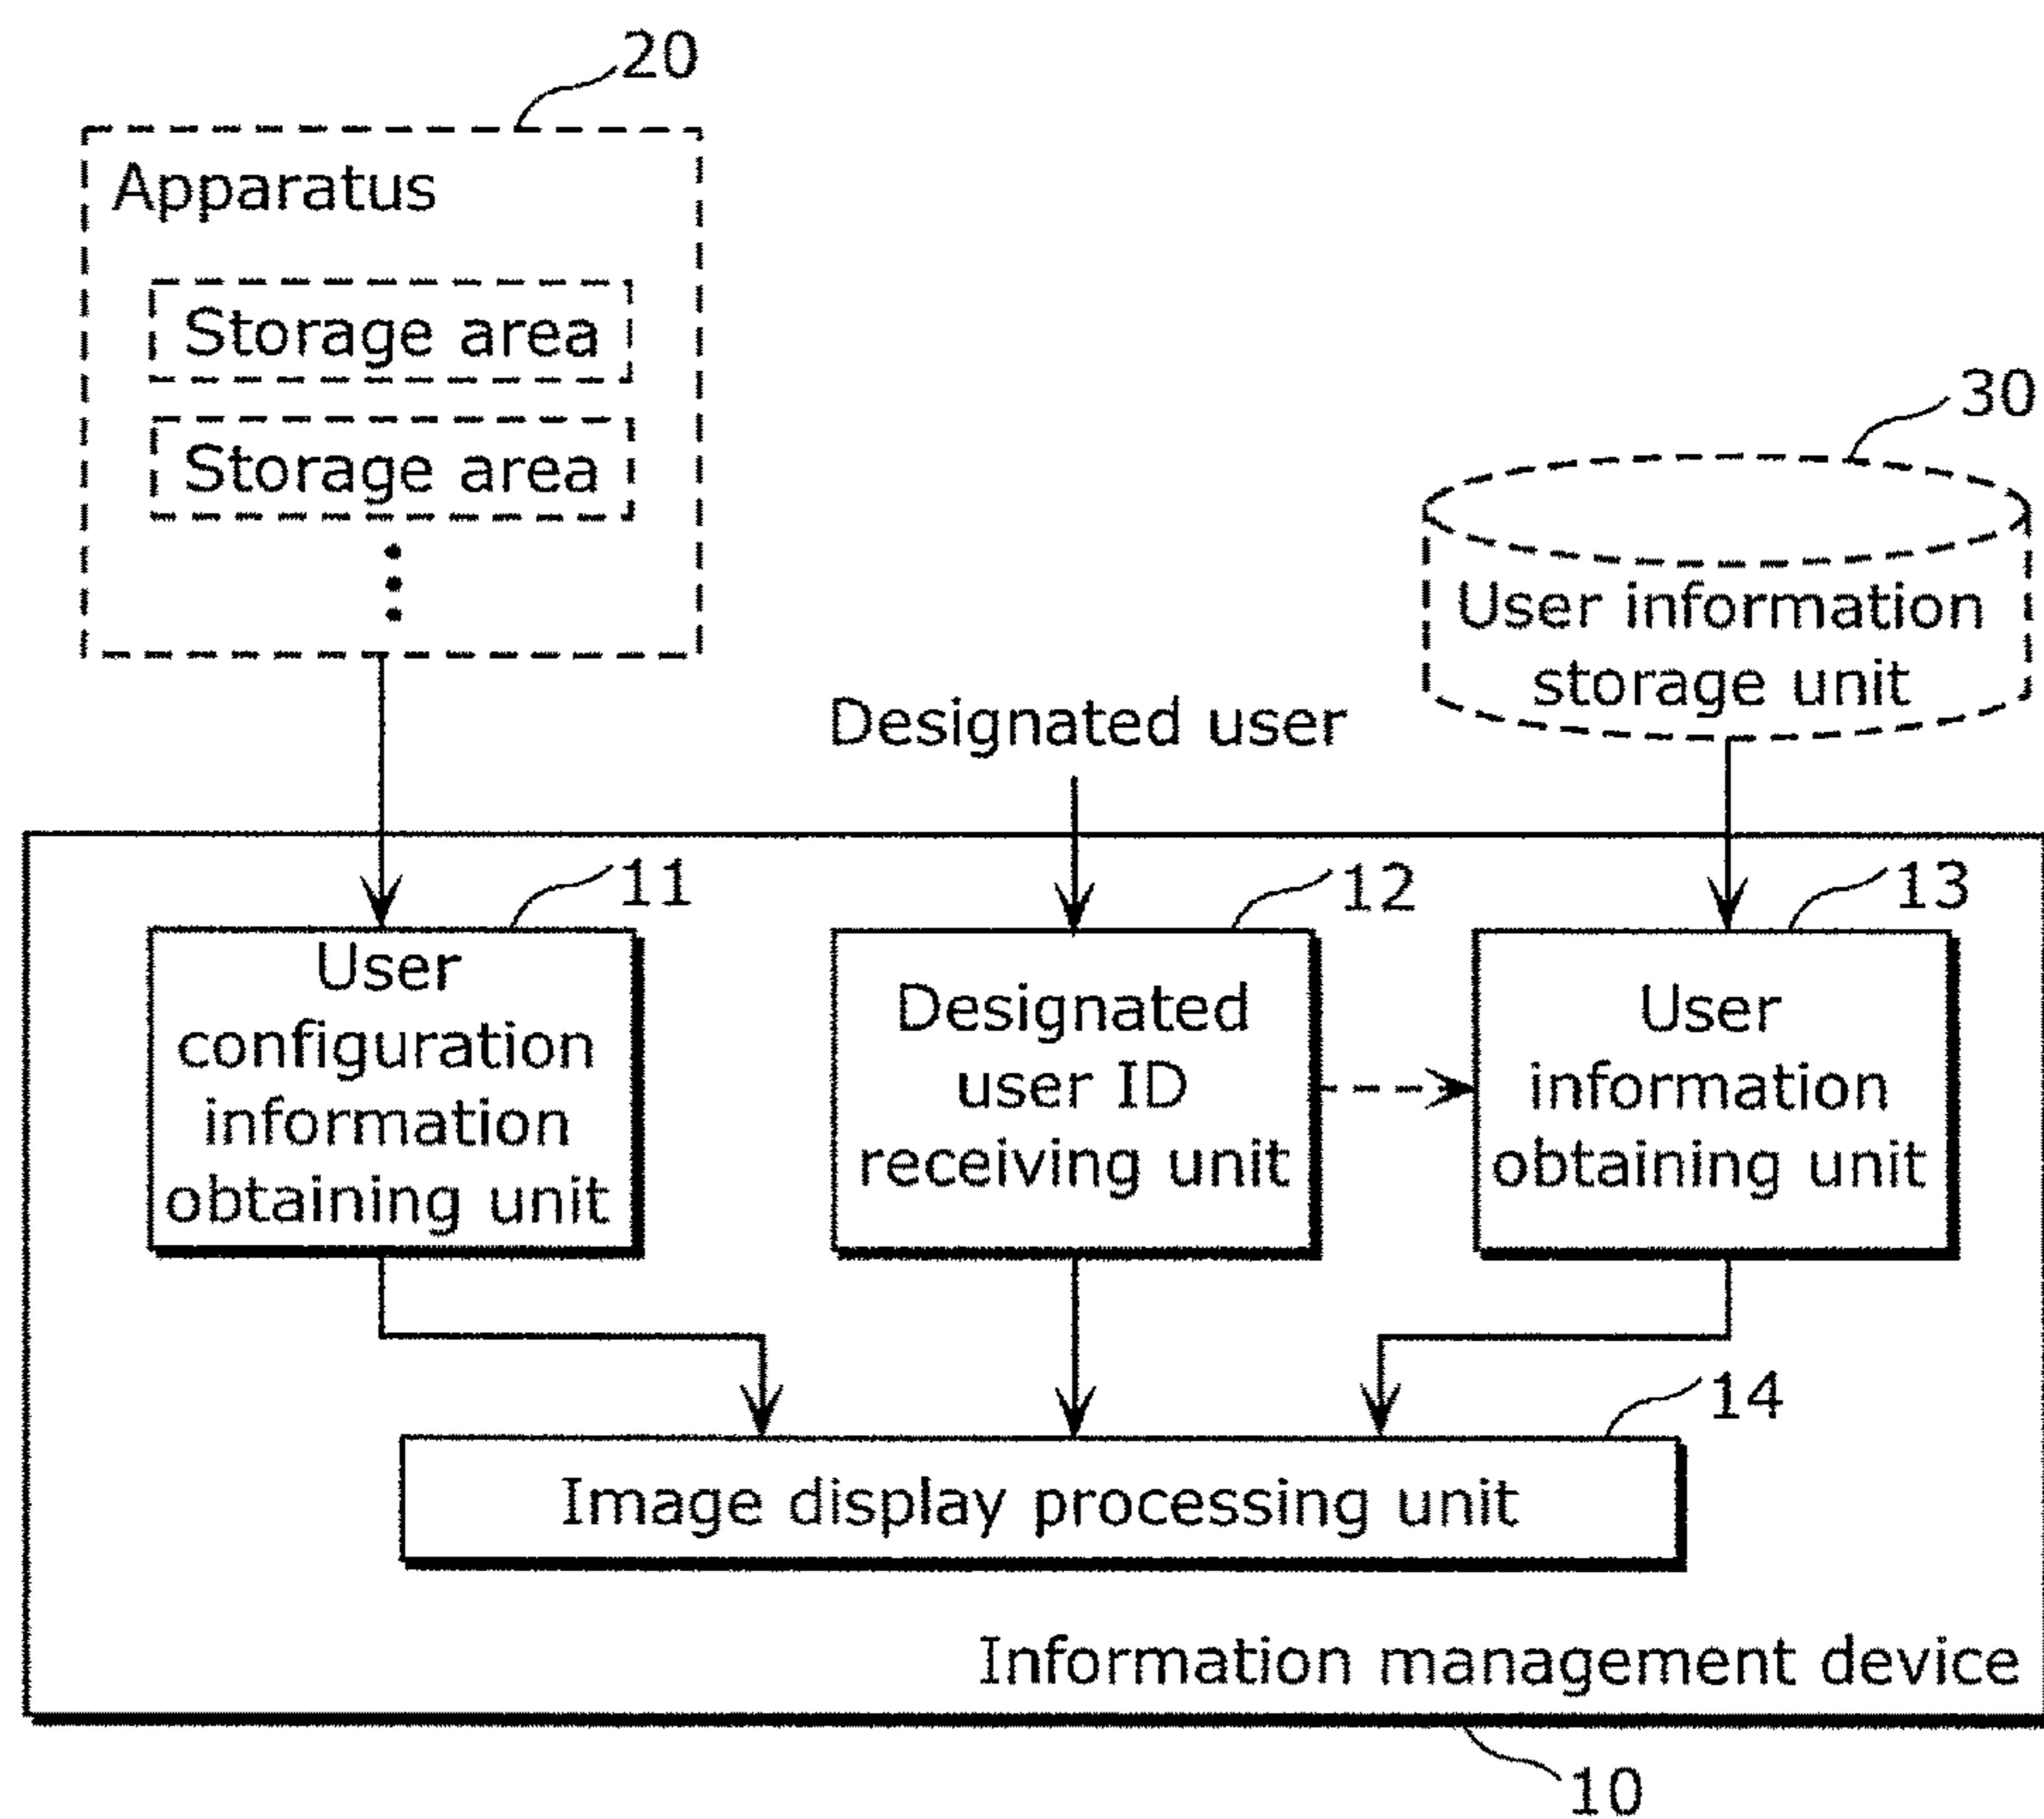 20
Apparatus
Storage area
Storage area
30
User information
storage unit
Designated user
11
12
13
User
configuration
information
obtaining unit
Designated
user ID
receiving unit
User
information
obtaining unit
14
Image display processing unit
Information management device
10